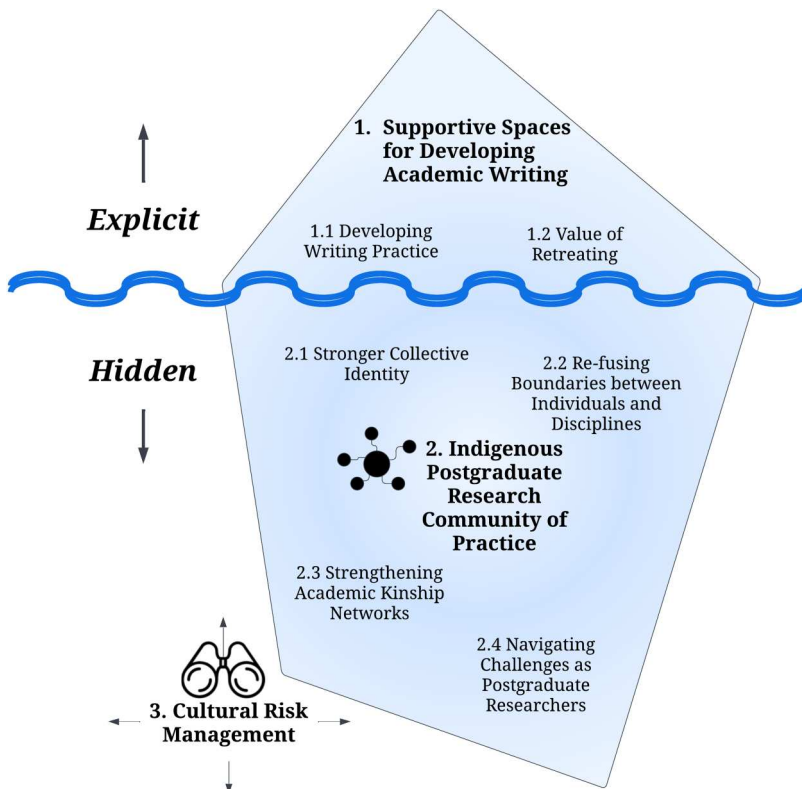 1. Supportive Spaces
for Developing
Academic Writing
Explicit
1.1 Developing
Writing Practice
1.2 Value of
Retreating
Hidden
2.1 Stronger Collective
Identity
2.2 Re-fusing
Boundaries between
Individuals and
Disciplines
2. Indigenous
Postgraduate
Research
Community of
Practice
2.3 Strengthening
Academic Kinship
Networks
2.4 Navigating
Challenges as
Postgraduate
Researchers
3. Cultural Risk
Management